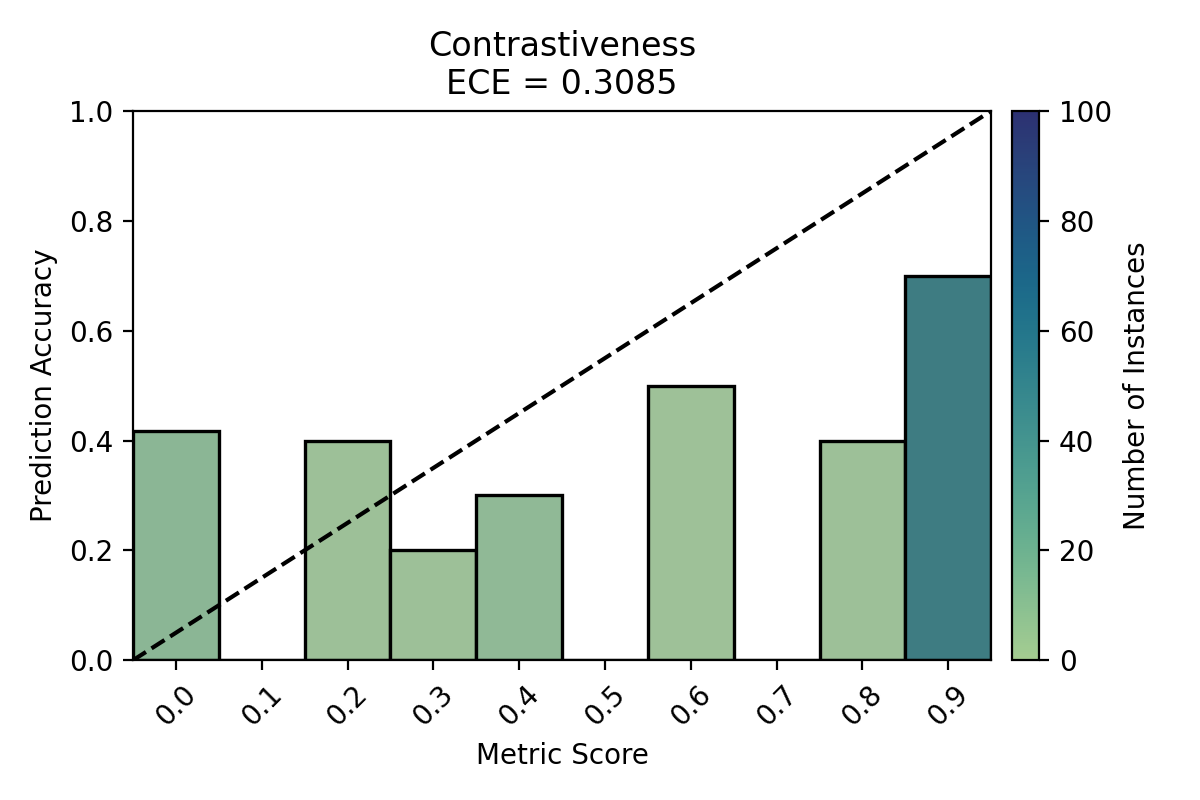 Contrastiveness
ECE = 0.3085
1.0
0.8
0.6
0.4
0.2
0.0
Prediction Accuracy
0.0 0.1 0.2 0.3 0.4 0.5 0.6 0.7 0.8 0.9
Metric Score
100
80
60
40
20
0
Number of Instances